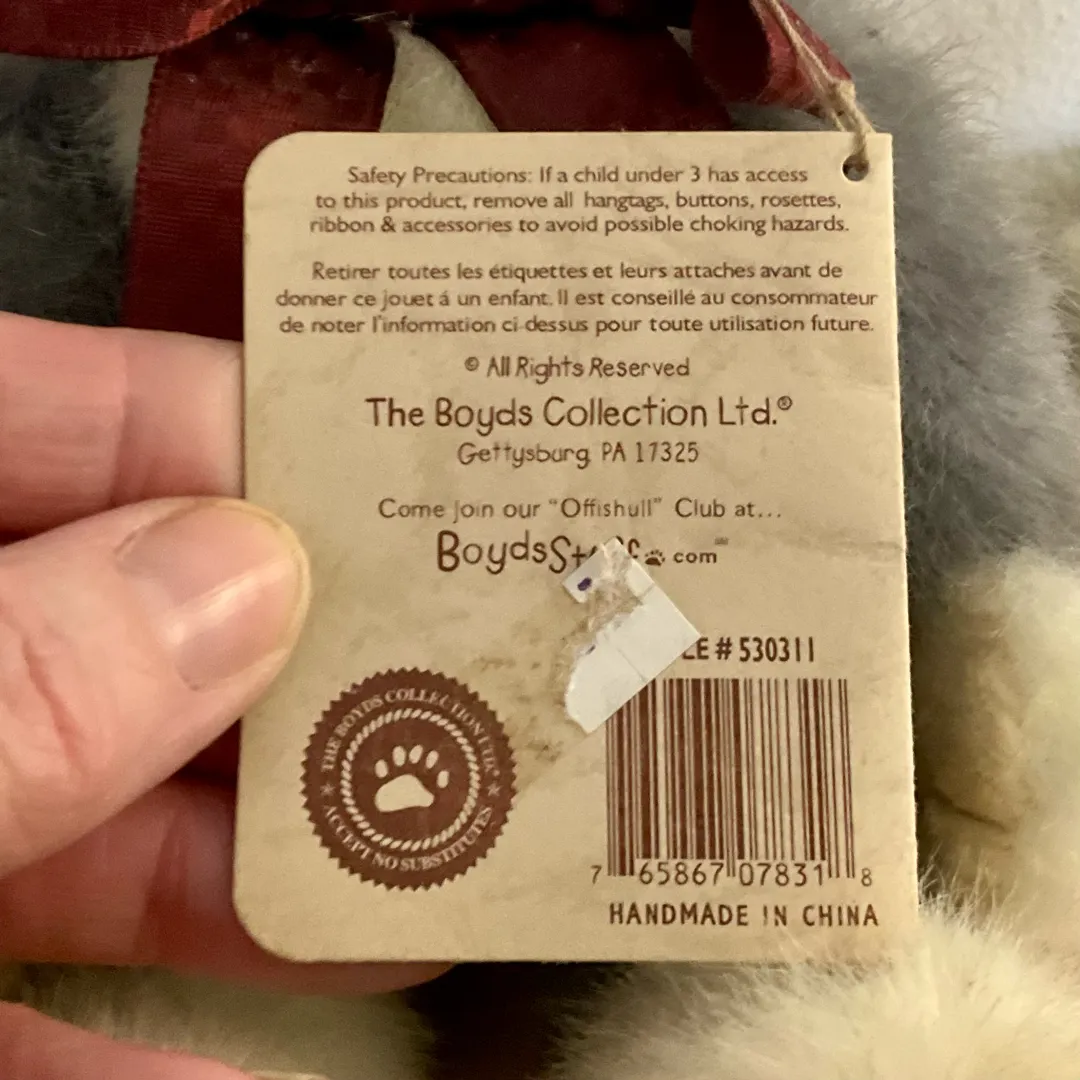 Safety Precautions: If a child under 3 has access
to this product, remove all hangtags, buttons, rosettes,
ribbon & accessories to avoid possible choking hazards.
Retirer toutes les étiquettes et leurs attaches avant de
donner ce jouet á un enfant. Il est conseillé au consommateur
de noter l'information ci-dessus pour toute utilisation future.
© All Rights Reserved
The Boyds Collection Ltd.®
Gettysburg, PA 17325
Come Join our "Offishull" Club at...
BoydsSt com
LE # 530311
THE BOYDS COLLECTION LTD.
ACCEPT NO SUBSTITUTES
7 65867 07831 8
HANDMADE IN CHINA